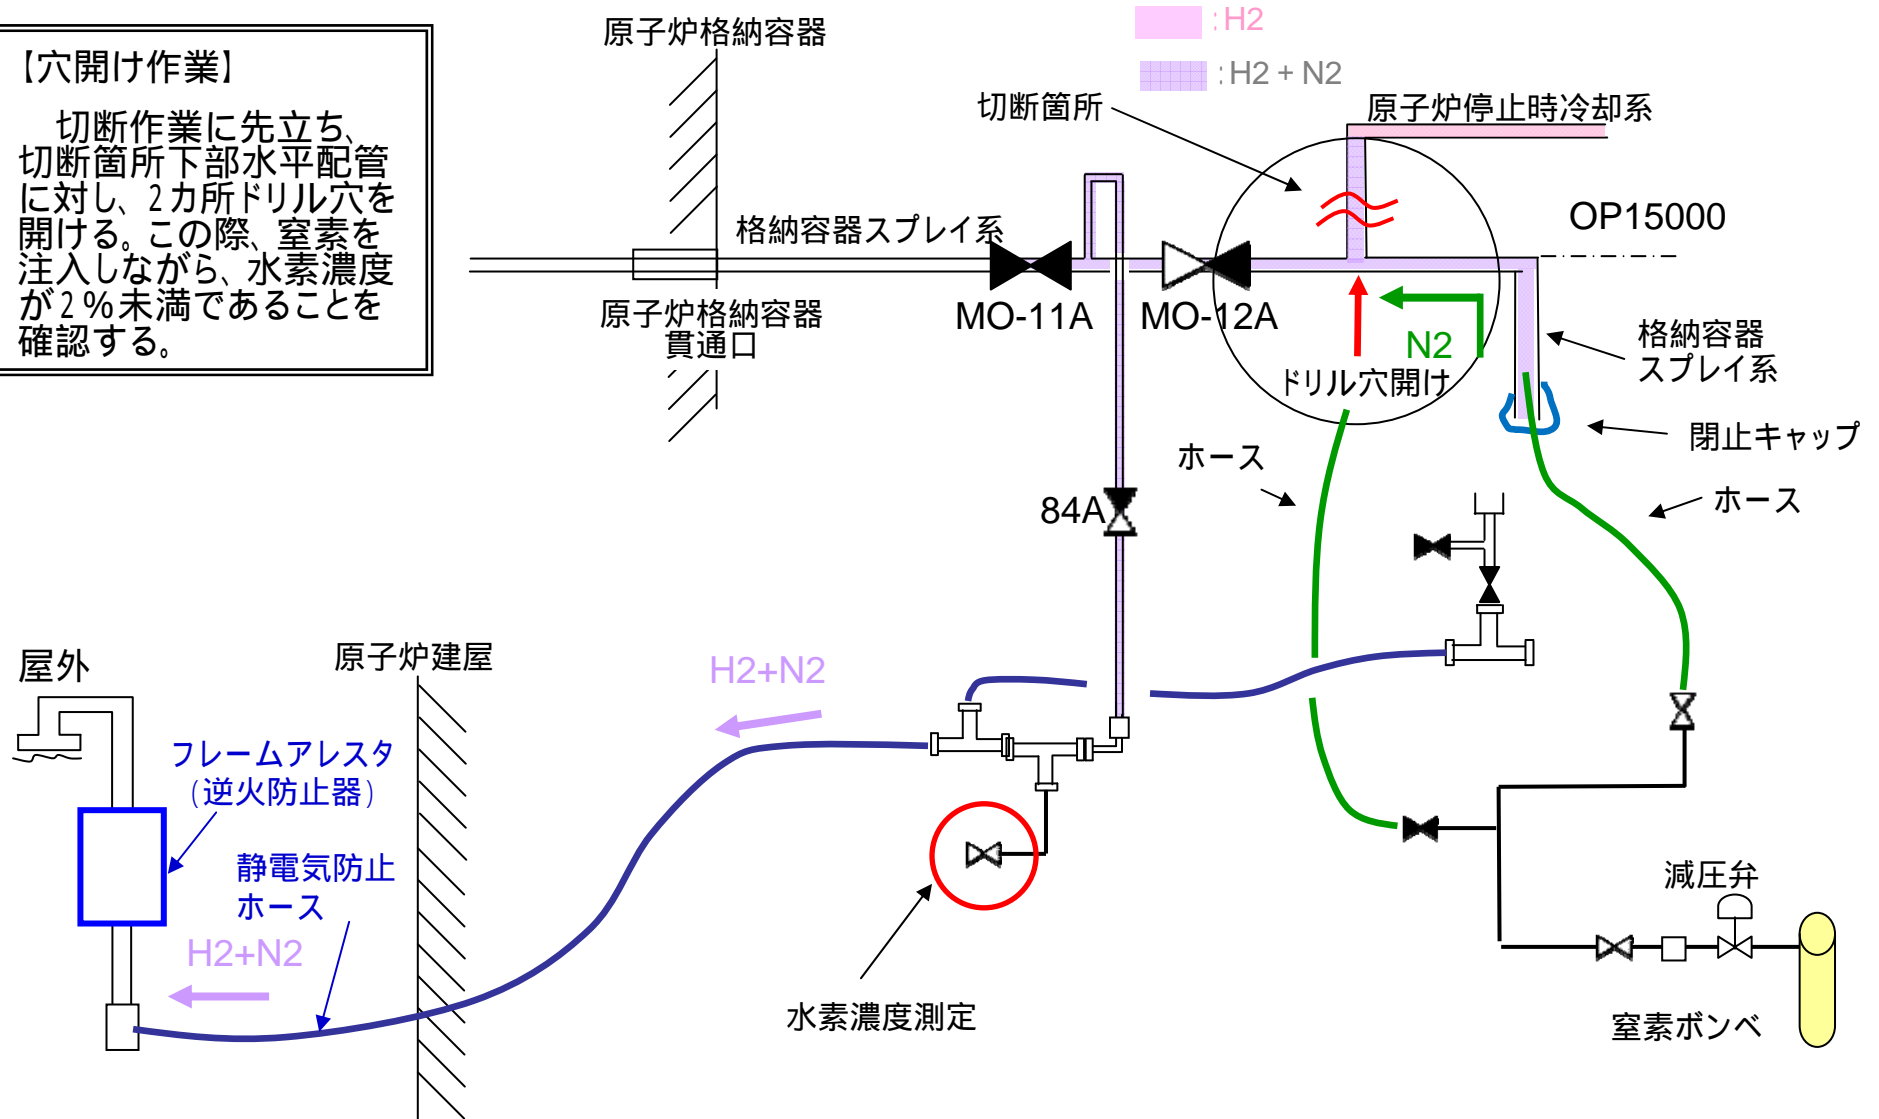 【穴開け作業】
切断作業に先立ち、
切断箇所下部水平配管
に対し、2カ所ドリル穴を
開ける。この際、窒素を
注入しながら、水素濃度
が2%未満であることを
確認する。
原子炉格納容器
:H2
:H2 + N2
切断箇所
原子炉停止時冷却系
格納容器スプレイ系
OP15000
原子炉格納容器
貫通口
MO-11A
MO-12A
N2
ドリル穴開け
格納容器
スプレイ系
閉止キャップ
ホース
ホース
84A
屋外
原子炉建屋
H2+N2
フレームアレスタ
(逆火防止器)
静電気防止
ホース
H2+N2
水素濃度測定
減圧弁
窒素ボンベ